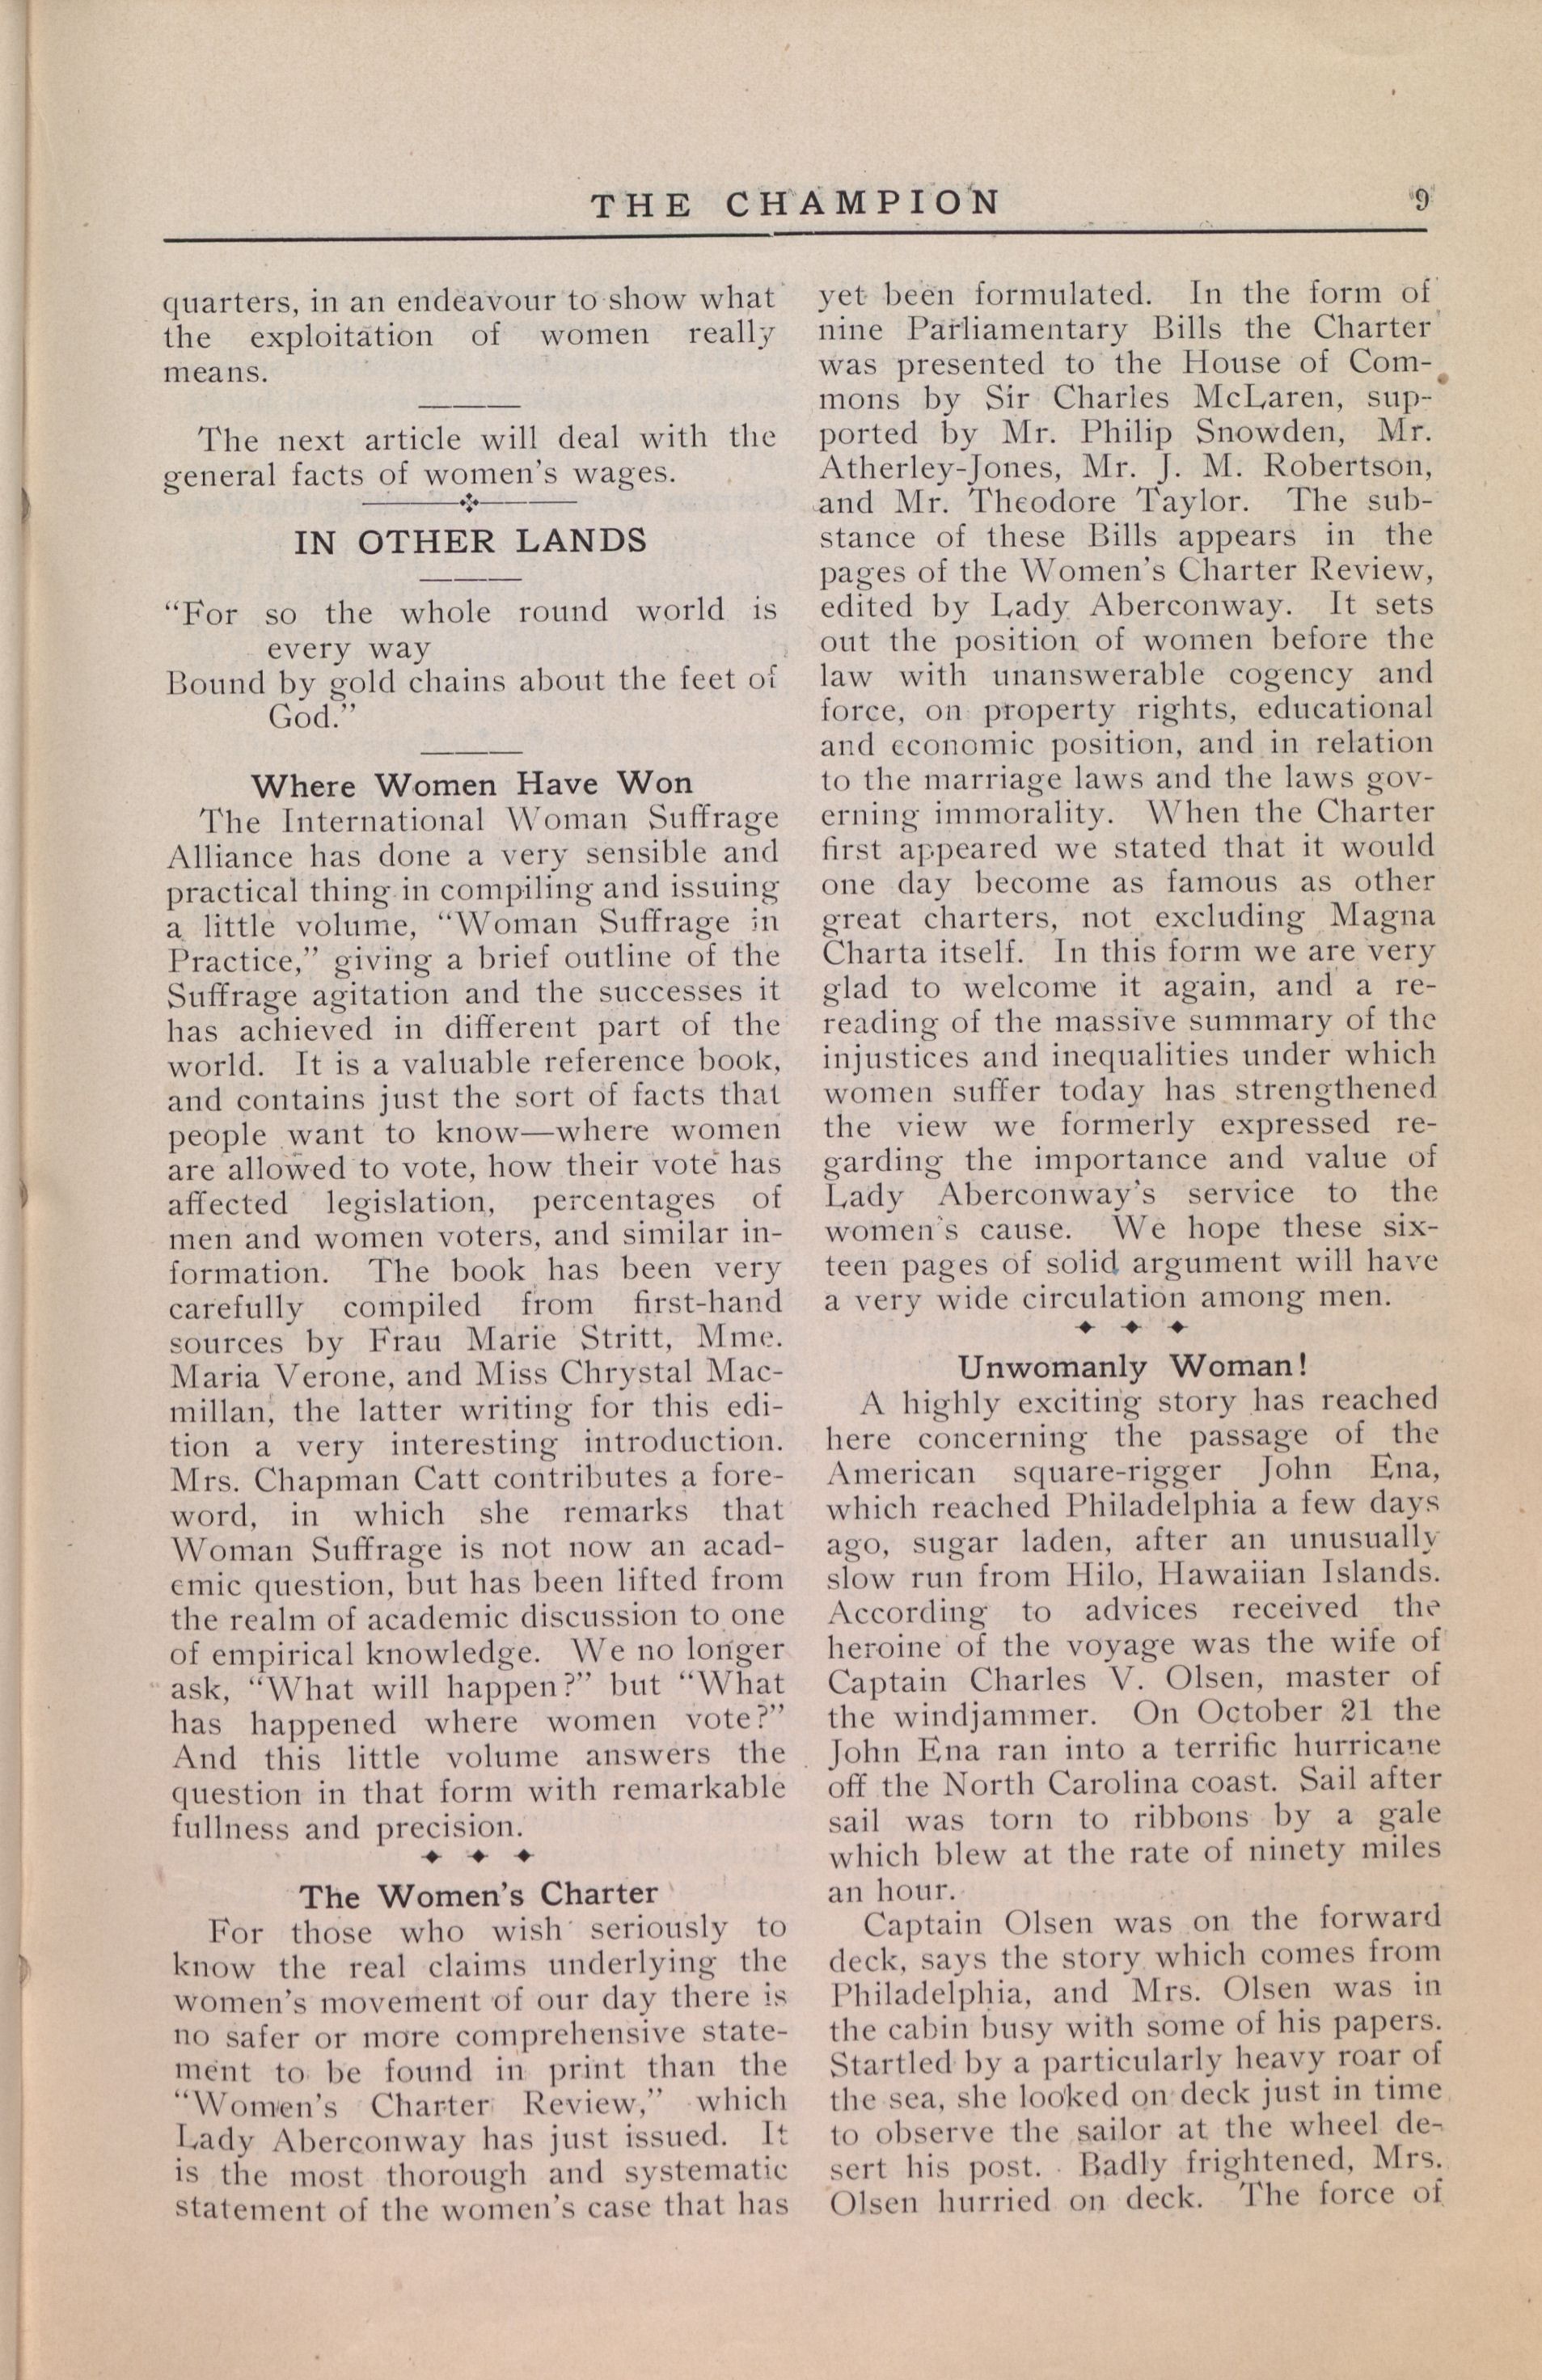 THE CHAMPION
9
quarters, in an endeavour to show what
the exploitation of women really
means.
The next article will deal with the
general facts of women's wages.
IN OTHER LANDS
“For so the whole round world is
every way
Bound by gold chains about the feet of
God.”
Where Women Have Won
The International Woman Suffrage
Alliance has done a very sensible and
practical thing in compiling and issuing
a little volume, “Woman Suffrage in
Practice,” giving a brief outline of the
Suffrage agitation and the successes it
has achieved in different part of the
world. It is a valuable reference book,
and contains just the sort of facts that
people want to know—where women
are allowed to vote, how their vote has
affected legislation, percentages of
men and women voters, and similar in-
formation. The book has been very
carefully compiled from first-hand
sources by Frau Marie Stritt, Mme.
Maria Verone, and Miss Chrystal Mac-
millan, the latter writing for this edi-
tion a very interesting introduction.
Mrs. Chapman Catt contributes a fore-
word, in which she remarks that
Woman Suffrage is not now an acad-
emic question, but has been lifted from
the realm of academic discussion to one
of empirical knowledge. We no longer
ask, “What will happen?” but “What
has happened where women vote?”
And this little volume answers the
question in that form with remarkable
fullness and precision.
The Women's Charter
For those who wish seriously to
know the real claims underlying the
women's movement of our day there is
no safer or more comprehensive state-
ment to be found in print than the
“Women's Charter Review,” which
Lady Aberconway has just issued. It
is the most thorough and systematic
statement of the women's case that has
yet been formulated. In the form of
nine Parliamentary Bills the Charter
was presented to the House of Com-
mons by Sir Charles McLaren, sup-
ported by Mr. Philip Snowden, Mr.
Atherley-Jones, Mr. J. M. Robertson,
and Mr. Theodore Taylor. The sub-
stance of these Bills appears in the
pages of the Women's Charter Review,
edited by Lady Aberconway. It sets
out the position of women before the
law with unanswerable cogency and
force, on property rights, educational
and economic position, and in relation
to the marriage laws and the laws gov-
erning immorality. When the Charter
first appeared we stated that it would
one day become as famous as other
great charters, not excluding Magna
Charta itself. In this form we are very
glad to welcome it again, and a re-
reading of the massive summary of the
injustices and inequalities under which
women suffer today has strengthened
the view we formerly expressed re-
garding the importance and value of
Lady Aberconway's service to the
women's cause. We hope these six-
teen pages of solid argument will have
a very wide circulation among men.
Unwomanly Woman!
A highly exciting story has reached
here concerning the passage of the
American square-rigger John Ena,
which reached Philadelphia a few days
ago, sugar laden, after an unusually
slow run from Hilo, Hawaiian Islands.
According to advices received the
heroine of the voyage was the wife of
Captain Charles V. Olsen, master of
the windjammer. On October 21 the
John Ena ran into a terrific hurricane
off the North Carolina coast. Sail after
sail was torn to ribbons by a gale
which blew at the rate of ninety miles
an hour.
Captain Olsen was on the forward
deck, says the story which comes from
Philadelphia, and Mrs. Olsen was in
the cabin busy with some of his papers.
Startled by a particularly heavy roar of
the sea, she looked on deck just in time
to observe the sailor at the wheel de-
sert his post. Badly frightened, Mrs.
Olsen hurried on deck. The force of